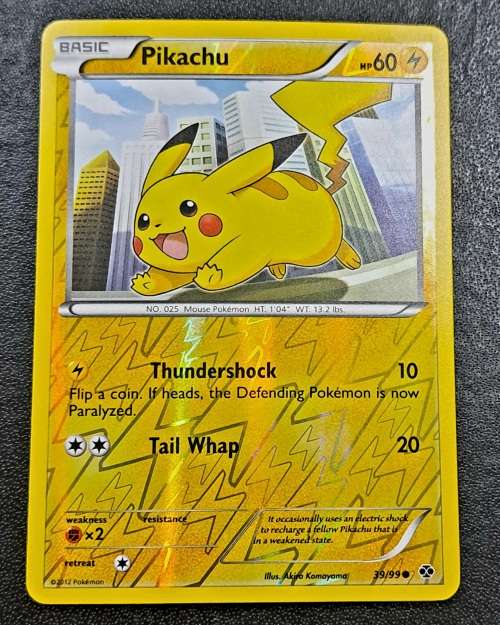 BASIC Pikachu HP60
NO. 025 Mouse Pokémon HT. 1'04" WT. 13.2 lbs.
Thundershock 10
Flip a coin. If heads, the Defending Pokémon is now
Paralyzed.
Tail Whap 20
weakness resistance
×2
It occasionally uses an electric shock
to recharge a fellow Pikachu that is
in a weakened state.
retreat
©2012 Pokémon Illus. Akira Komayama 39/99